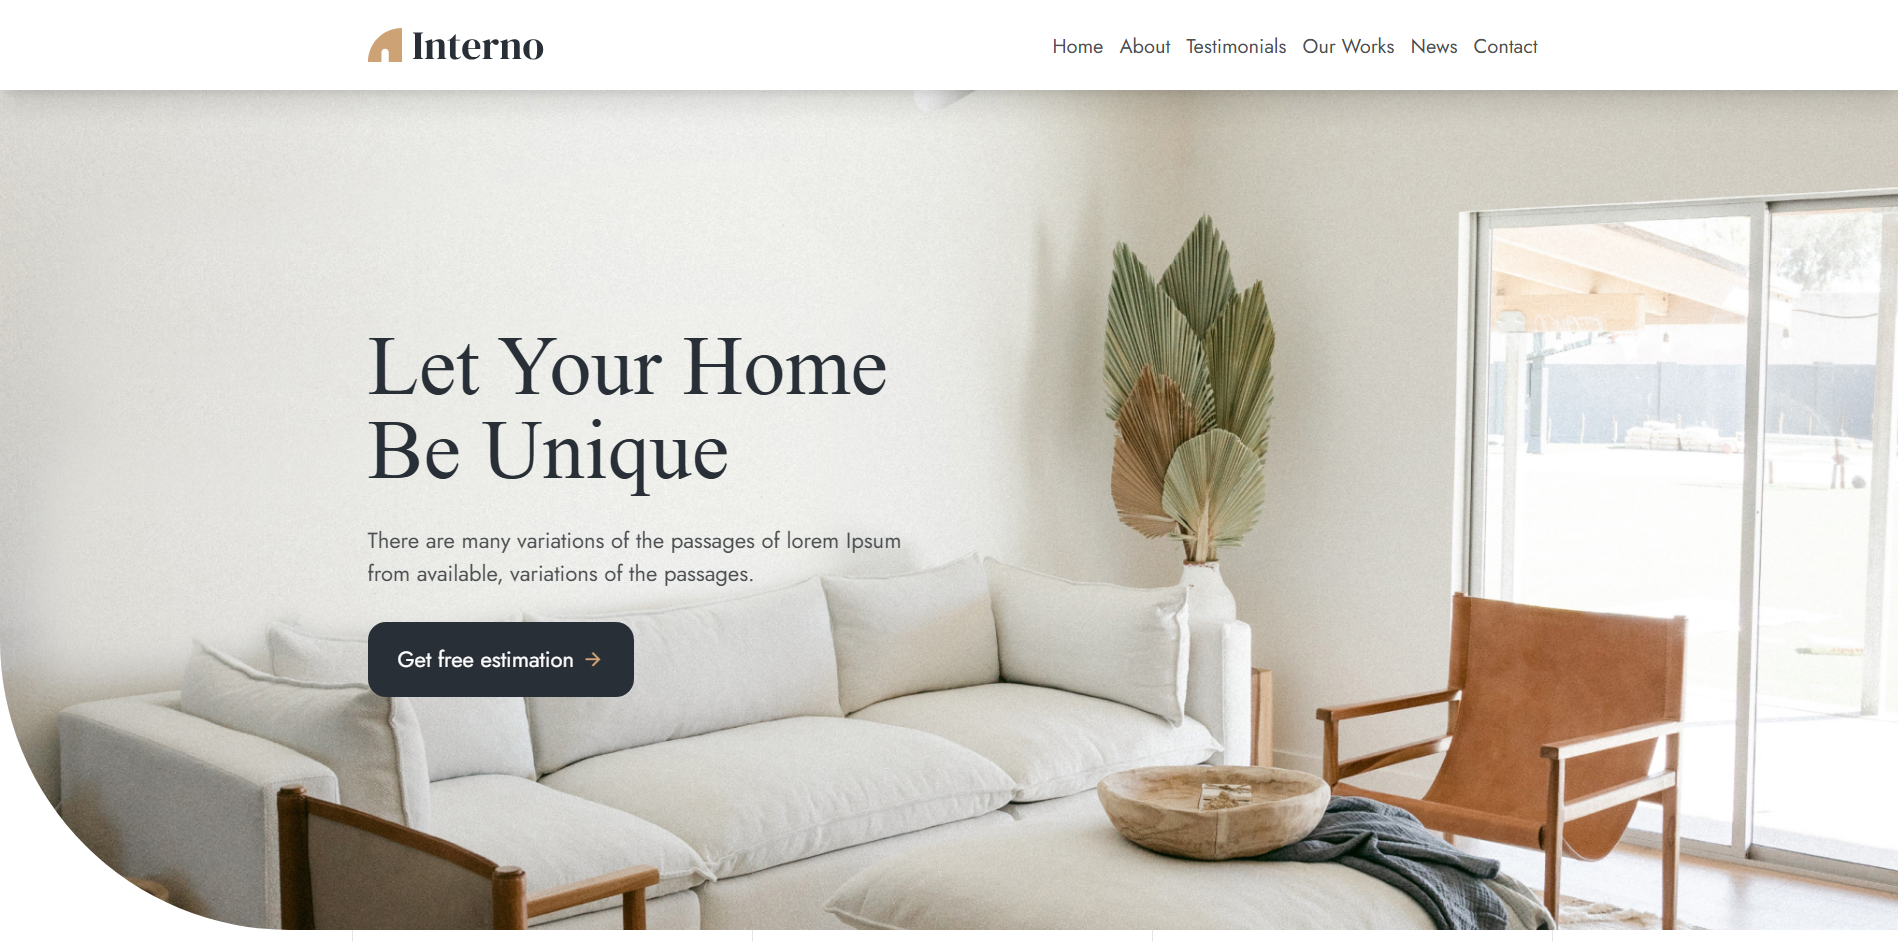 Interno
Home About Testimonials Our Works News Contact
Let Your Home
Be Unique
There are many variations of the passages of lorem Ipsum
from available, variations of the passages.
Get free estimation →